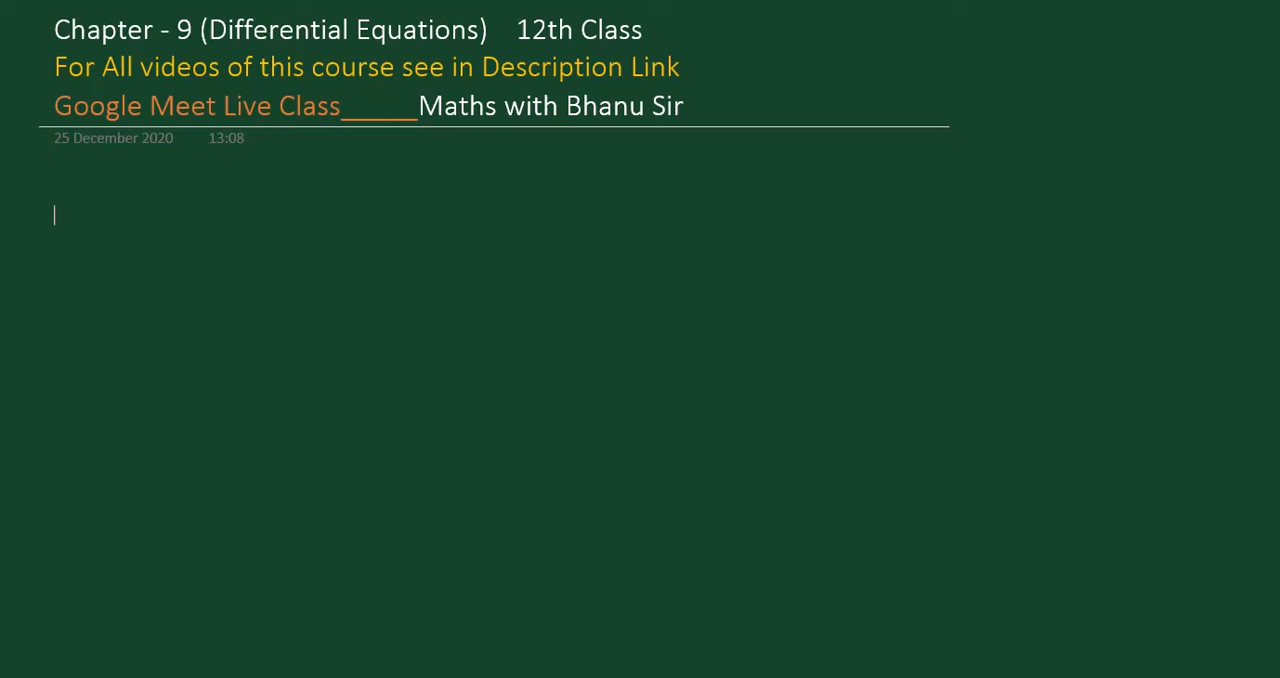 Chapter - 9 (Differential Equations) 12th Class
For All videos of this course see in Description Link
Google Meet Live Class_____Maths with Bhanu Sir
25 December 2020 13:08